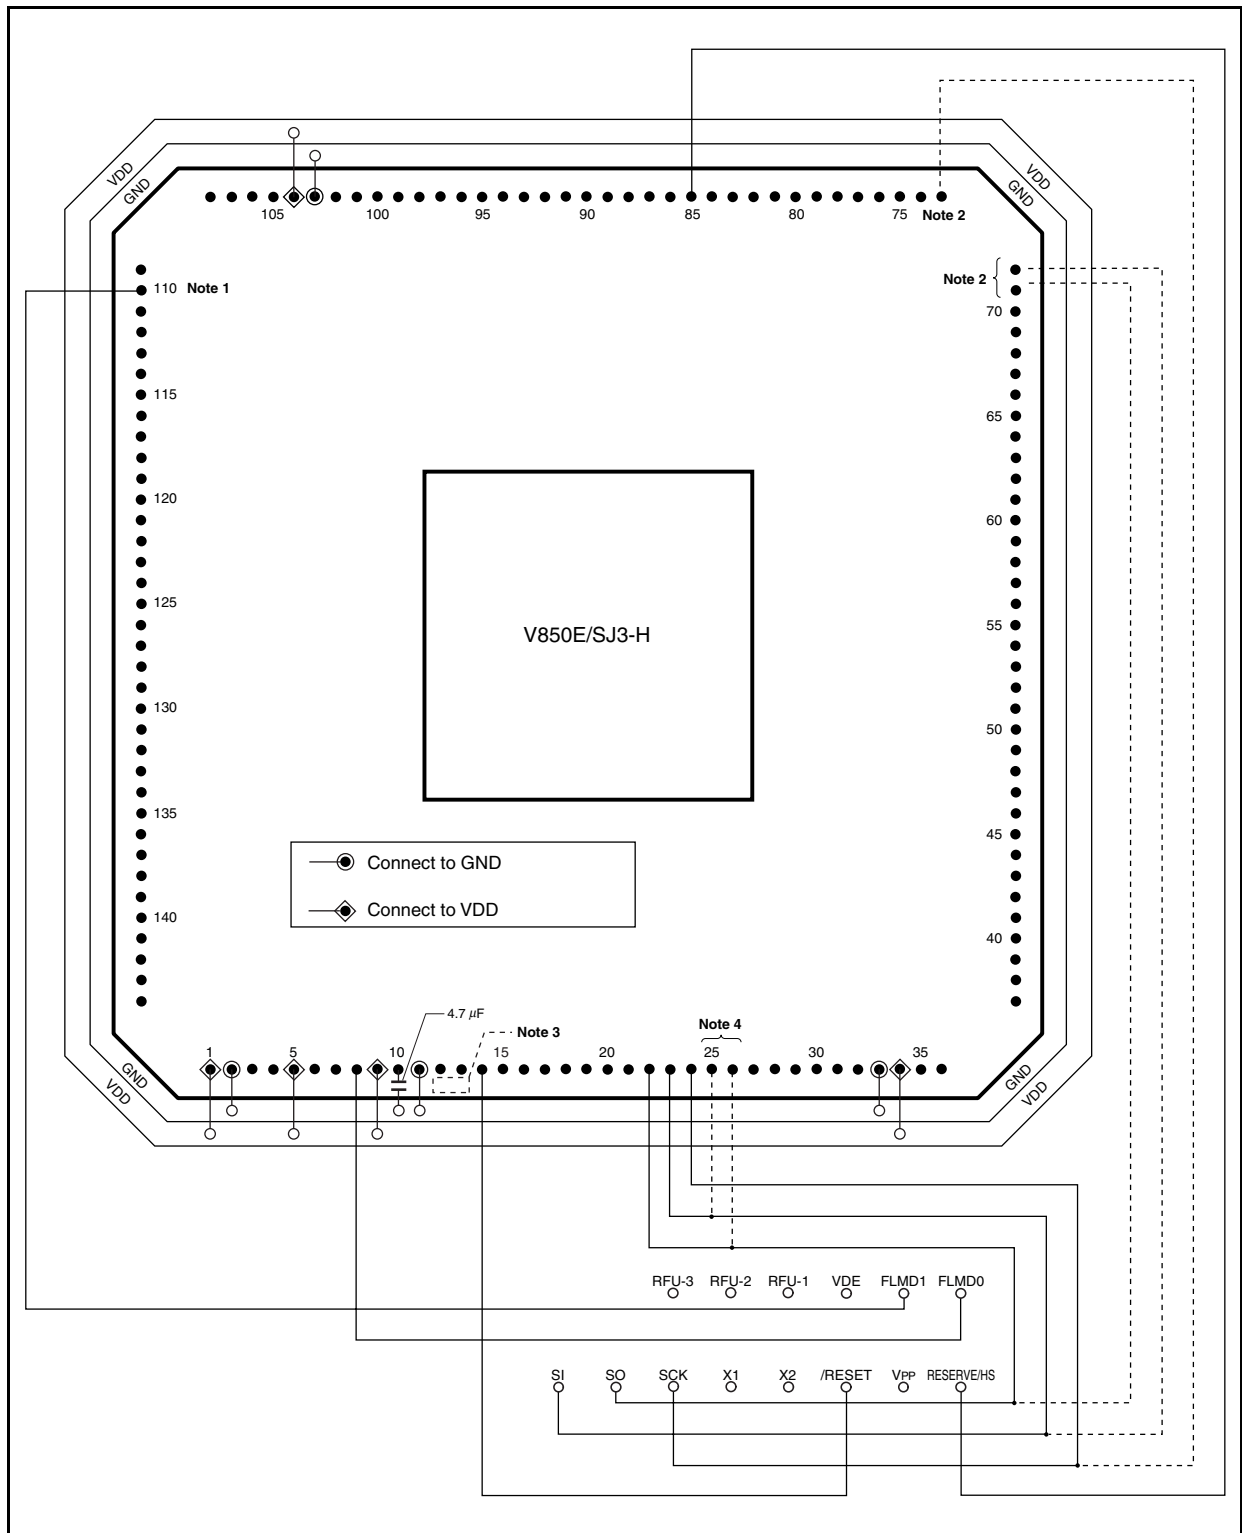 VDD
GND
VDD
GND
105 100 95 90 85 80 75 Note 2
110 Note 1
Note 2
70
115
65
120
60
125
V850E/SJ3-H
55
130
50
135
45
Connect to GND
Connect to VDD
140
40
4.7 μF
Note 3
Note 4
1 5 10 15 20 25 30 35
GND
VDD
GND
VDD
RFU-3 RFU-2 RFU-1 VDE FLMD1 FLMD0
SI SO SCK X1 X2 /RESET VPP RESERVE/HS